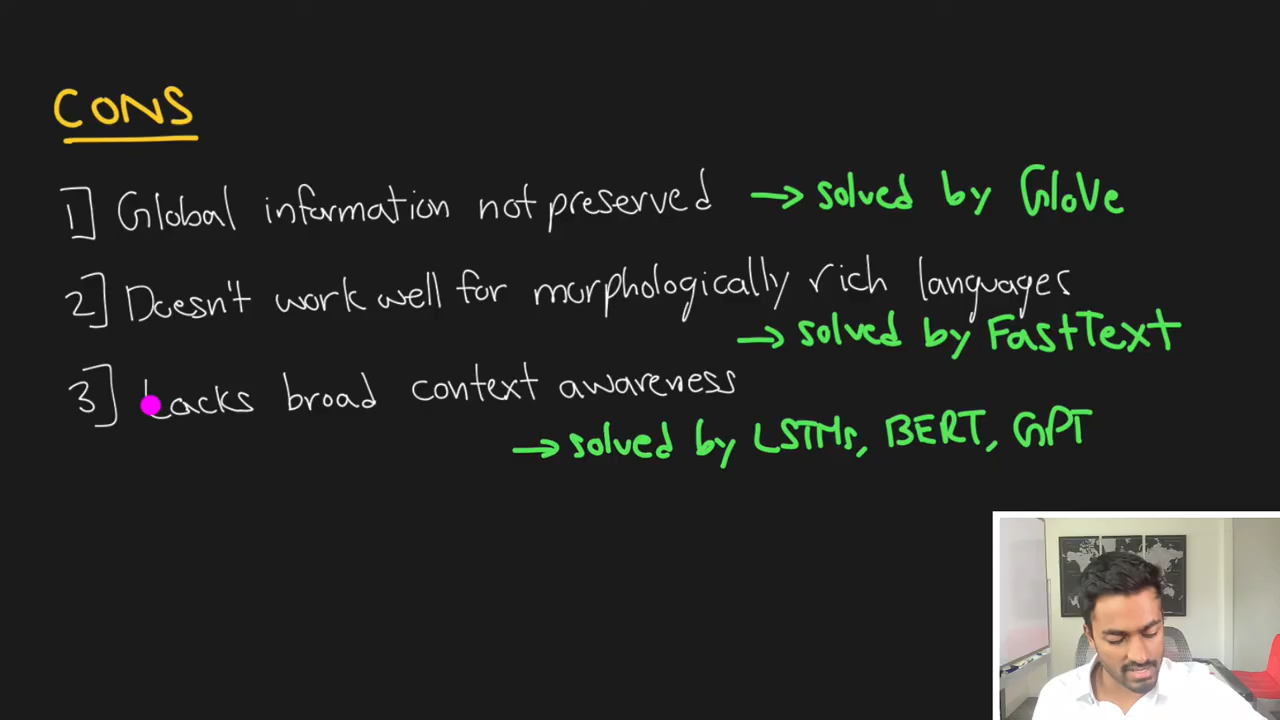 CONS
1] Global information not preserved → solved by GloVe
2] Doesn't work well for morphologically rich languages
→ solved by FastText
3] Lacks broad context awareness
→ solved by LSTMs, BERT, GPT